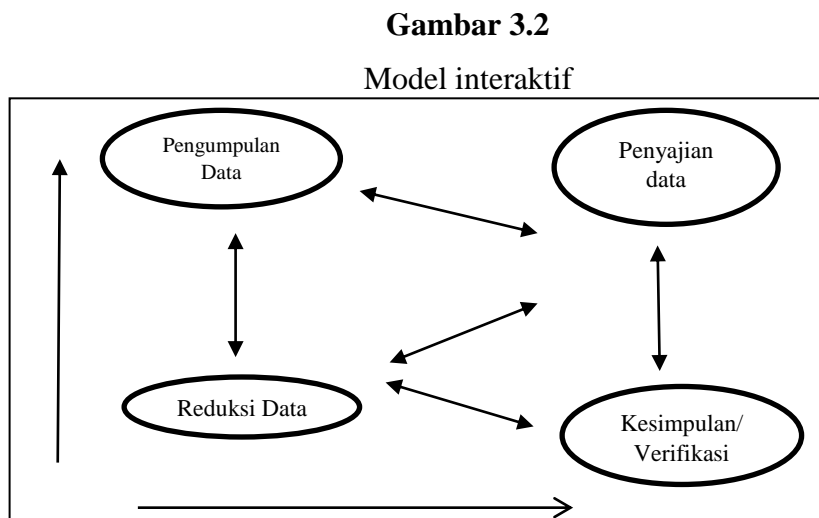 Gambar 3.2
Model interaktif
Pengumpulan
Data
Penyajian
data
Reduksi Data
Kesimpulan/
Verifikasi